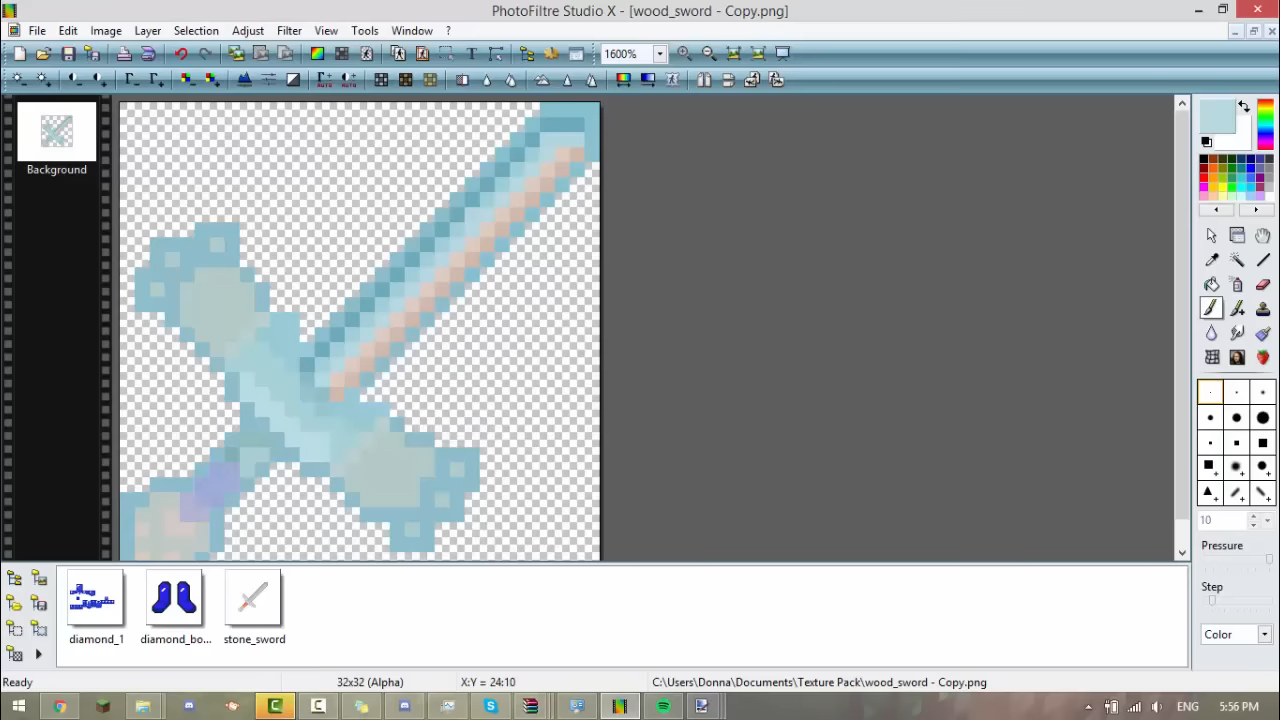 PhotoFiltre Studio X - [wood_sword - Copy.png]
File Edit Image Layer Selection Adjust Filter View Tools Window ?
1600%
AUTO AUTO
Background
10
Pressure
Step
Color
diamond_1 diamond_bo... stone_sword
Ready 32x32 (Alpha) X:Y = 24:10 C:\Users\Donna\Documents\Texture Pack\wood_sword - Copy.png
ENG 5:56 PM